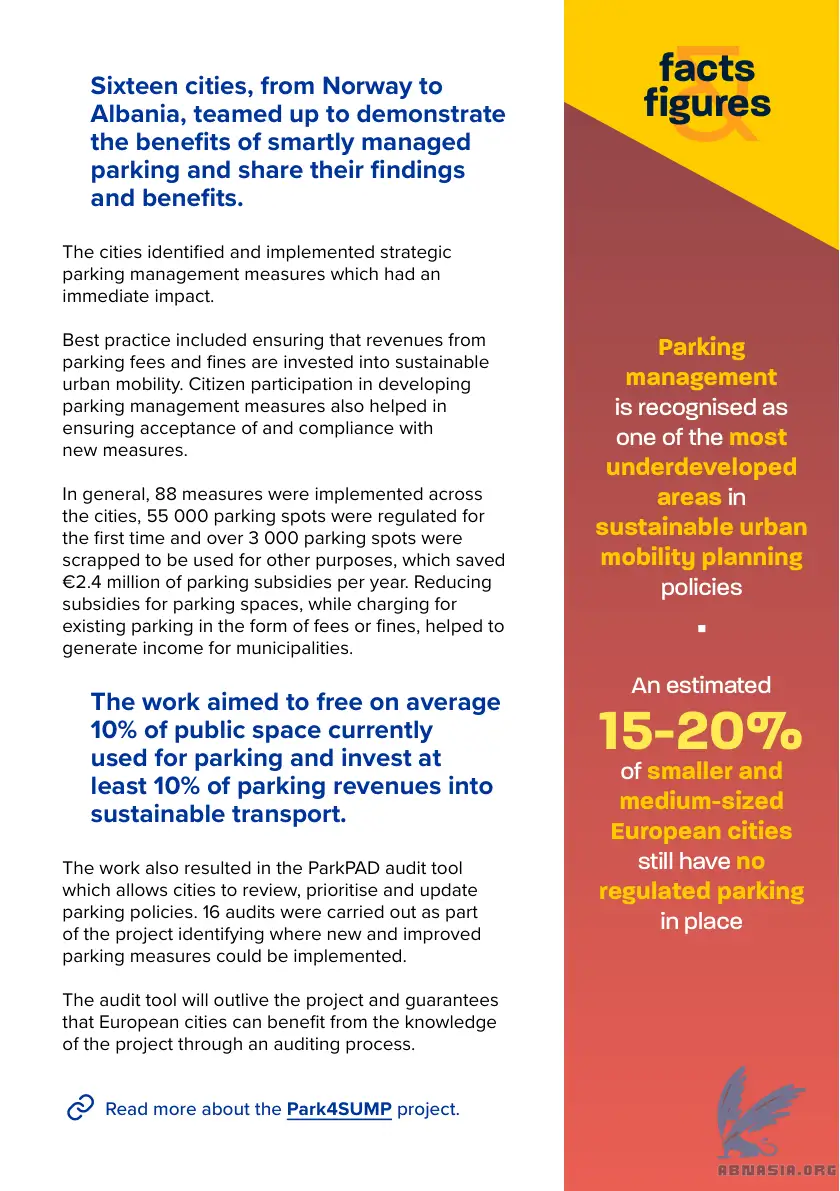 Sixteen cities, from Norway to
Albania, teamed up to demonstrate
the benefits of smartly managed
parking and share their findings
and benefits.
The cities identified and implemented strategic
parking management measures which had an
immediate impact.
Best practice included ensuring that revenues from
parking fees and fines are invested into sustainable
urban mobility. Citizen participation in developing
parking management measures also helped in
ensuring acceptance of and compliance with
new measures.
In general, 88 measures were implemented across
the cities, 55 000 parking spots were regulated for
the first time and over 3 000 parking spots were
scrapped to be used for other purposes, which saved
€2.4 million of parking subsidies per year. Reducing
subsidies for parking spaces, while charging for
existing parking in the form of fees or fines, helped to
generate income for municipalities.
The work aimed to free on average
10% of public space currently
used for parking and invest at
least 10% of parking revenues into
sustainable transport.
The work also resulted in the ParkPAD audit tool
which allows cities to review, prioritise and update
parking policies. 16 audits were carried out as part
of the project identifying where new and improved
parking measures could be implemented.
The audit tool will outlive the project and guarantees
that European cities can benefit from the knowledge
of the project through an auditing process.
Read more about the Park4SUMP project.
facts
&
figures
Parking
management
is recognised as
one of the most
underdeveloped
areas in
sustainable urban
mobility planning
policies
An estimated
15-20%
of smaller and
medium-sized
European cities
still have no
regulated parking
in place
ABNASIA.ORG